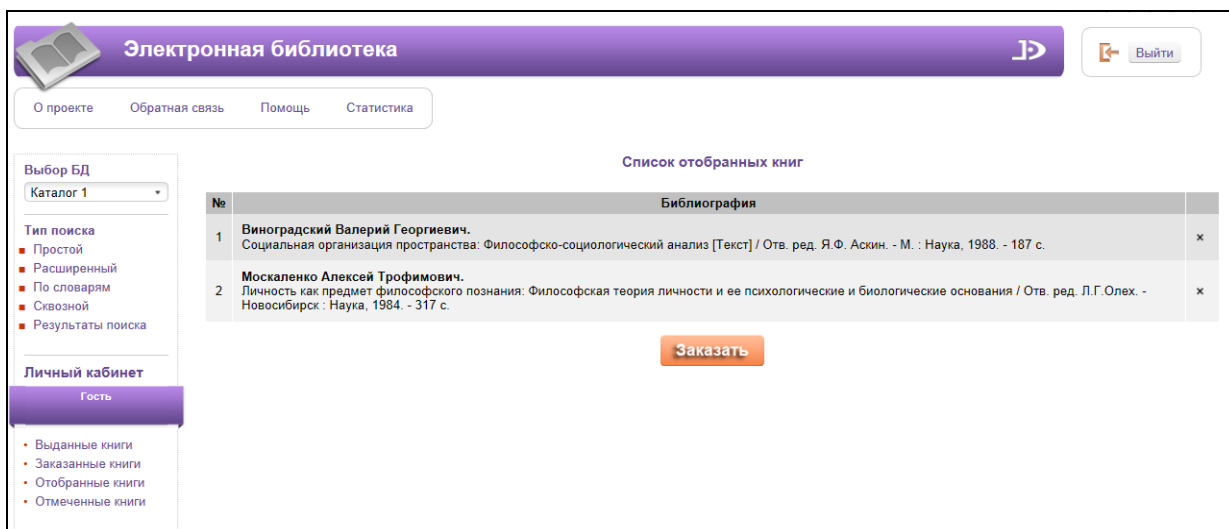 Электронная библиотека
Выйти
О проекте Обратная связь Помощь Статистика
Выбор БД
Каталог 1
Тип поиска
Простой
Расширенный
По словарям
Сквозной
Результаты поиска
Личный кабинет
Гость
Выданные книги
Заказанные книги
Отобранные книги
Отмеченные книги
Список отобранных книг
№ Библиография
1 Виноградский Валерий Георгиевич.
Социальная организация пространства: Философско-социологический анализ [Текст] / Отв. ред. Я.Ф. Аскин. - М. : Наука, 1988. - 187 с.
×
Москаленко Алексей Трофимович.
2 Личность как предмет философского познания: Философская теория личности и ее психологические и биологические основания / Отв. ред. Л.Г.Олех. - ×
Новосибирск : Наука, 1984. - 317 с.
Заказать